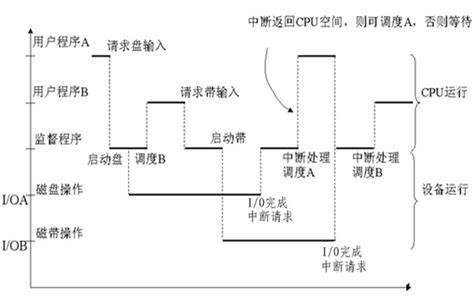 中断返回CPU空间，则可调度A，否则等待
用户程序A
请求盘输入
用户程序B
请求带输入
CPU运行
监督程序
启动盘
调度B
启动带
中断处理
调度A
中断处理
调度B
磁盘操作
I/OA
I/O完成
中断请求
设备运行
磁带操作
I/OB
I/O完成
中断请求